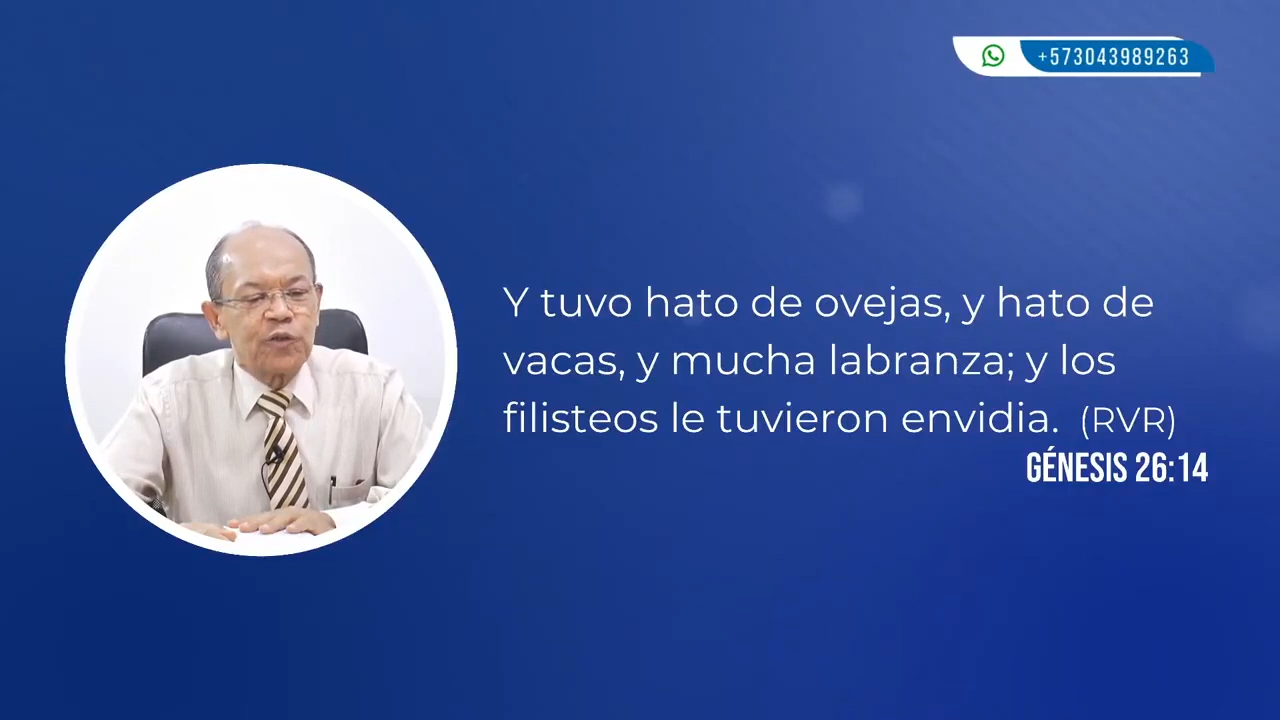 +573043989263
Y tuvo hato de ovejas, y hato de
vacas, y mucha labranza; y los
filisteos le tuvieron envidia. (RVR)
GÉNESIS 26:14